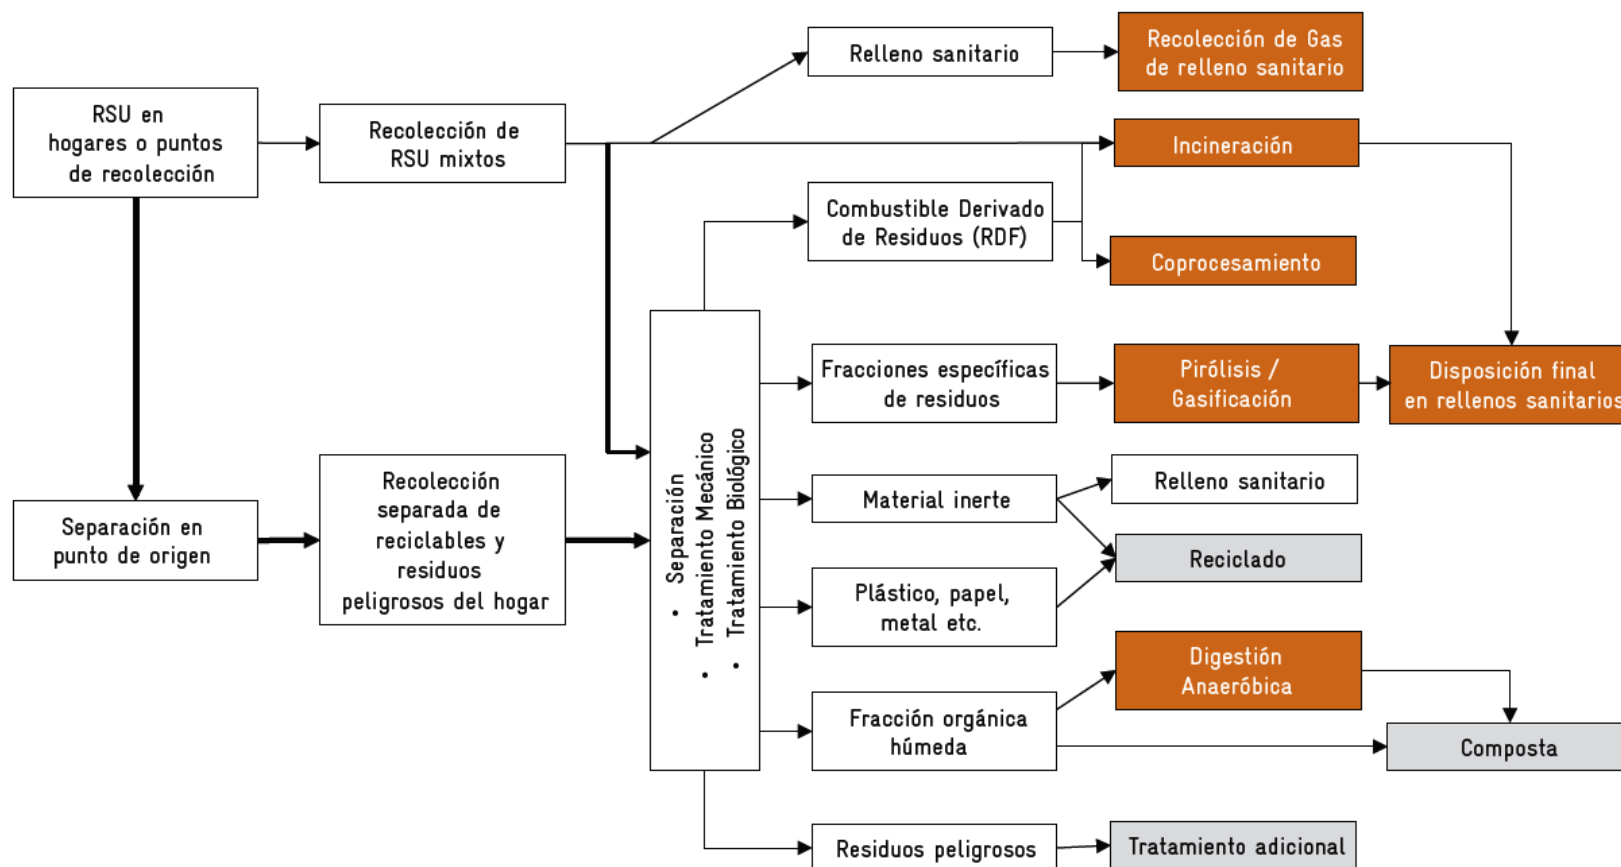 RSU en
hogares o puntos
de recolección
Recolección de
RSU mixtos
Relleno sanitario
Recolección de Gas
de relleno sanitario
Incineración
Combustible Derivado
de Residuos (RDF)
Coprocesamiento
Separación en
punto de origen
Recolección
separada de
reciclables y
residuos
peligrosos del hogar
• Separación
• Tratamiento Mecánico
• Tratamiento Biológico
Fracciones específicas
de residuos
Pirólisis /
Gasificación
Disposición final
en rellenos sanitarios
Material inerte
Relleno sanitario
Reciclado
Plástico, papel,
metal etc.
Fracción orgánica
húmeda
Digestión
Anaeróbica
Composta
Residuos peligrosos
Tratamiento adicional